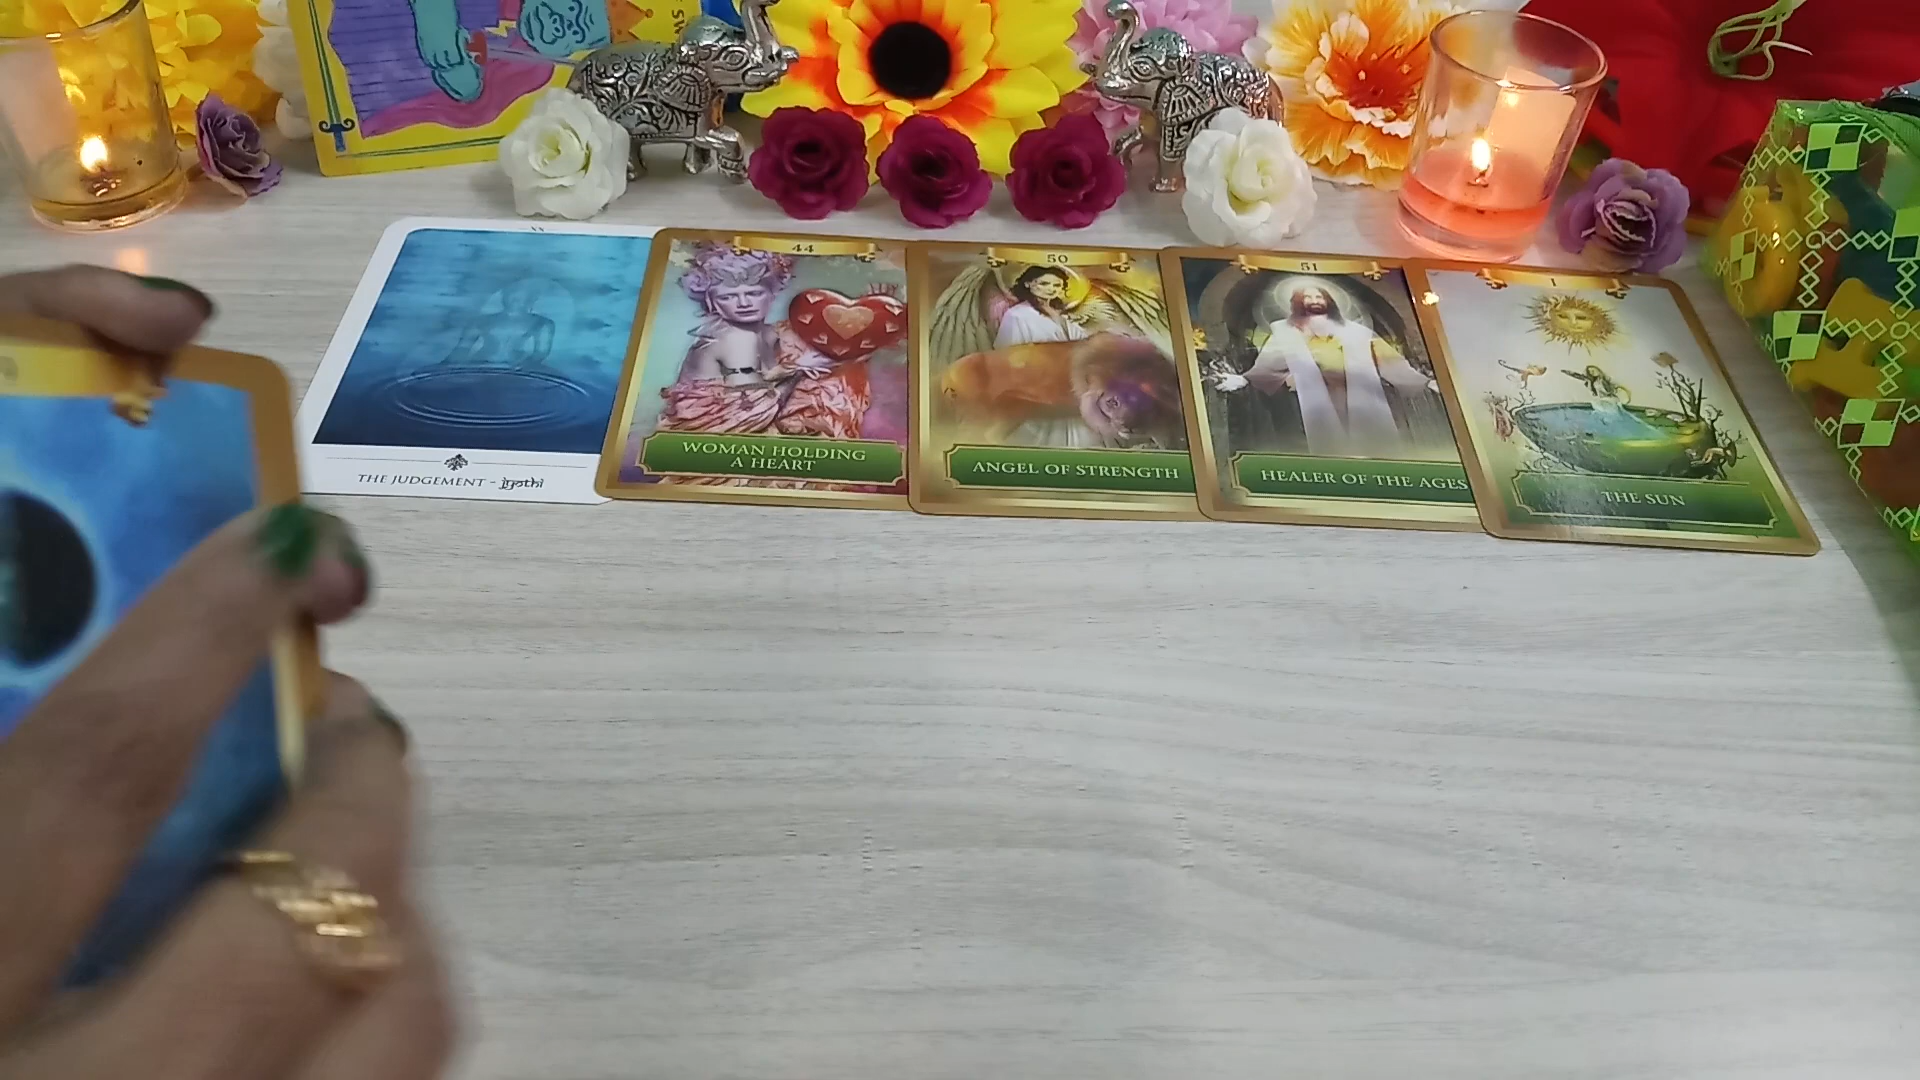 XX
THE JUDGEMENT - jyothi
44
WOMAN HOLDING
A HEART
50
ANGEL OF STRENGTH
51
HEALER OF THE AGES
1
THE SUN